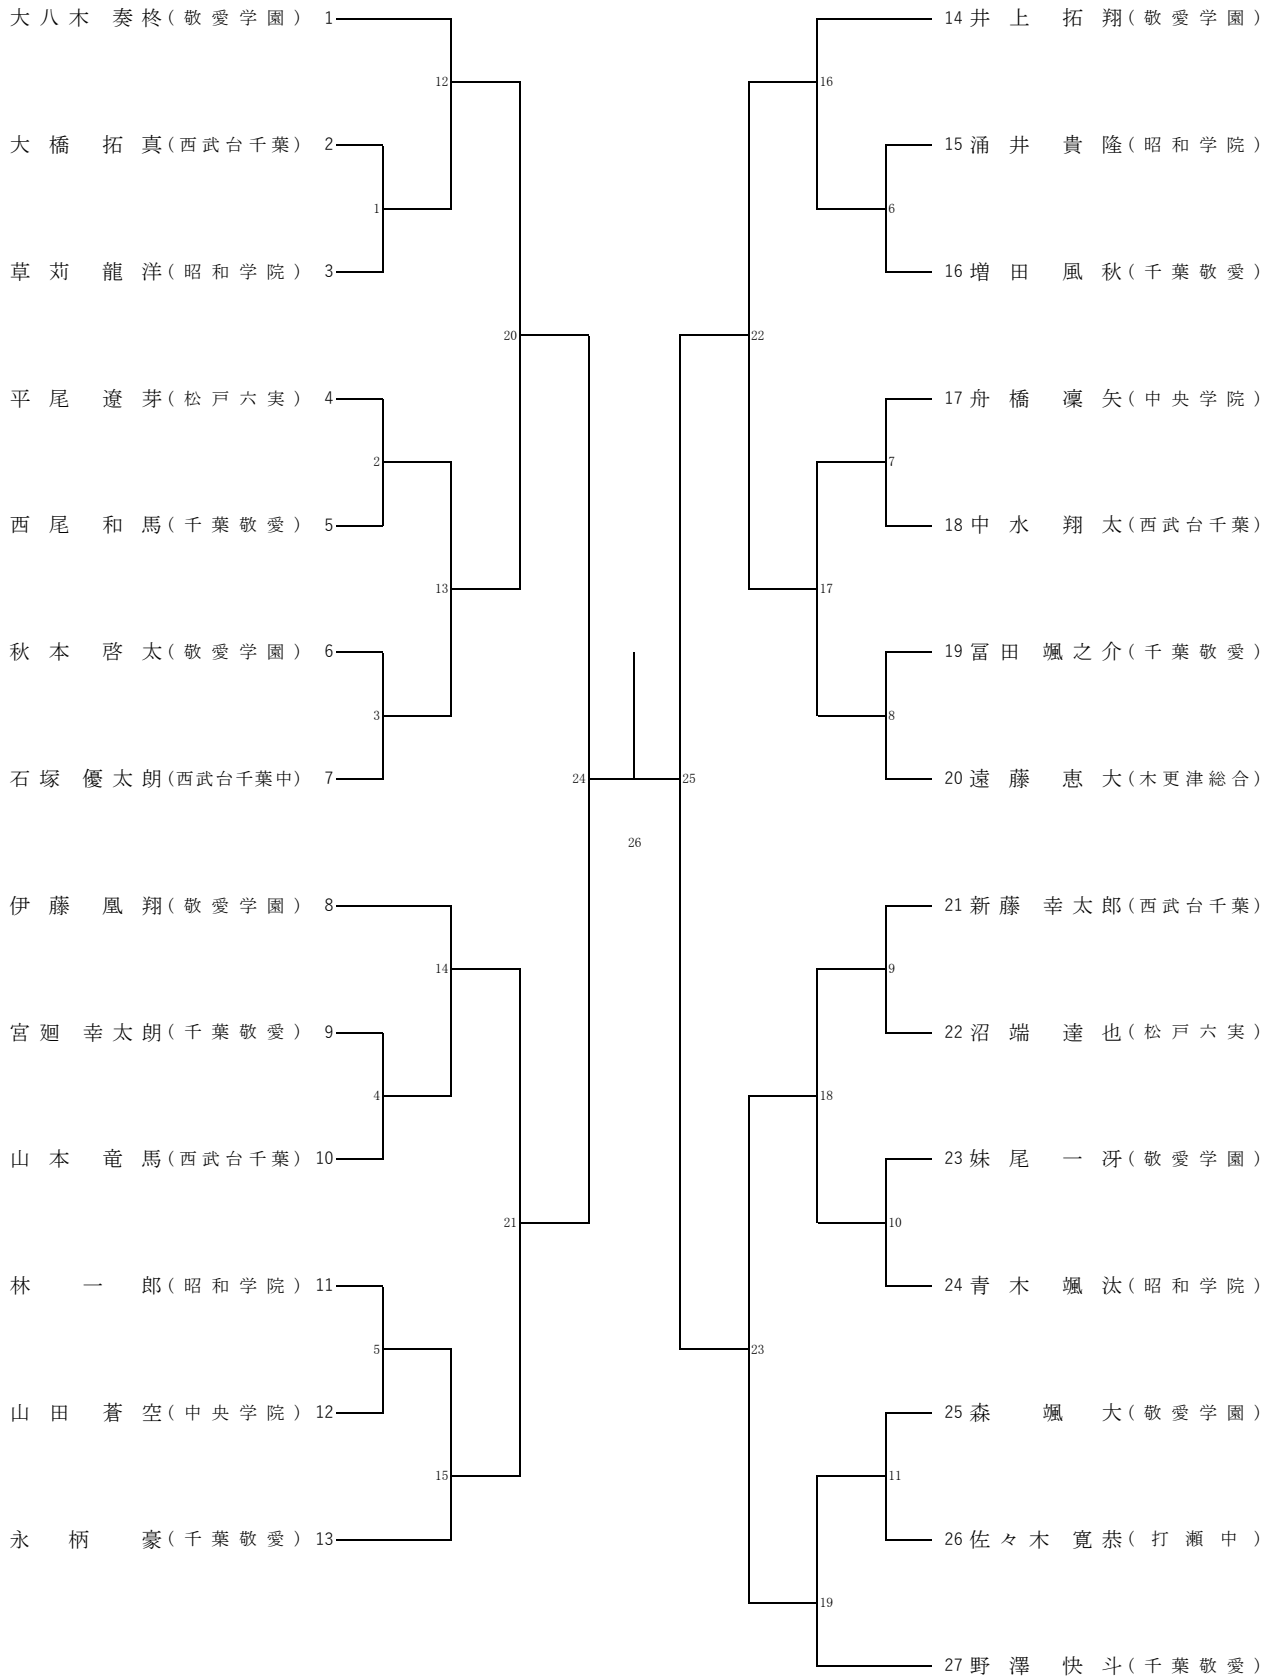 大八木 奏柊(敬愛学園) 1
12
大橋 拓真(西武台千葉) 2
1
草苅 龍洋(昭和学院) 3
20
平尾 遼芽(松戸六実) 4
2
西尾 和馬(千葉敬愛) 5
13
秋本 啓太(敬愛学園) 6
3
石塚 優太朗(西武台千葉中) 7
24
伊藤 凰翔(敬愛学園) 8
14
宮廻 幸太朗(千葉敬愛) 9
4
山本 竜馬(西武台千葉) 10
21
林 一郎(昭和学院) 11
5
山田 蒼空(中央学院) 12
15
永柄 豪(千葉敬愛) 13
26
14 井上 拓翔(敬愛学園)
16
15 涌井 貴隆(昭和学院)
6
16 増田 風秋(千葉敬愛)
22
17 舟橋 凜矢(中央学院)
7
18 中水 翔太(西武台千葉)
17
19 冨田 颯之介(千葉敬愛)
8
20 遠藤 恵大(木更津総合)
25
21 新藤 幸太郎(西武台千葉)
9
22 沼端 達也(松戸六実)
18
23 妹尾 一冴(敬愛学園)
10
24 青木 颯汰(昭和学院)
23
25 森 颯大(敬愛学園)
11
26 佐々木 寛恭(打瀬中)
19
27 野澤 快斗(千葉敬愛)